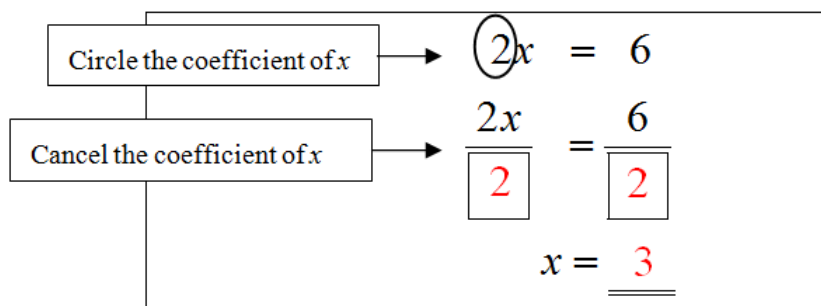 Circle the coefficient of x 2x = 6
Cancel the coefficient of x 2x/2 = 6/2
x = 3